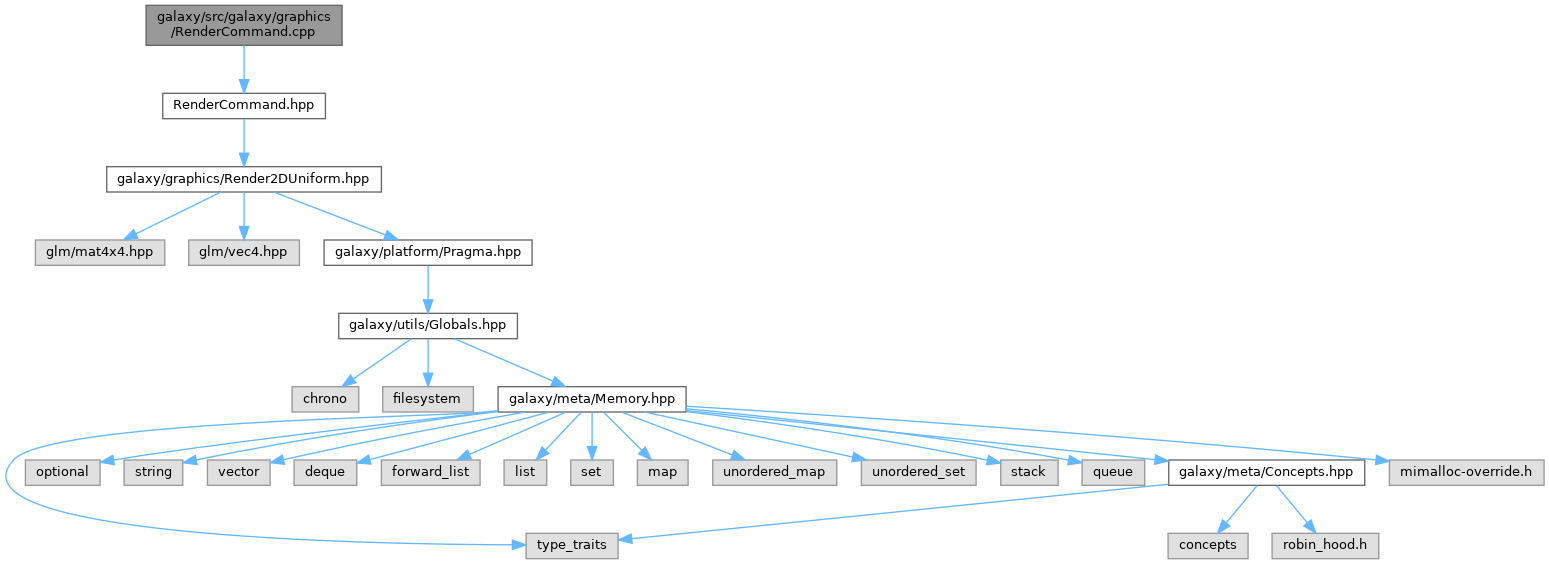 galaxy/src/galaxy/graphics
/RenderCommand.cpp
RenderCommand.hpp
galaxy/graphics/Render2DUniform.hpp
glm/mat4x4.hpp
glm/vec4.hpp
galaxy/platform/Pragma.hpp
galaxy/utils/Globals.hpp
chrono
filesystem
galaxy/meta/Memory.hpp
optional
string
vector
deque
forward_list
list
set
map
unordered_map
unordered_set
stack
queue
galaxy/meta/Concepts.hpp
mimalloc-override.h
type_traits
concepts
robin_hood.h